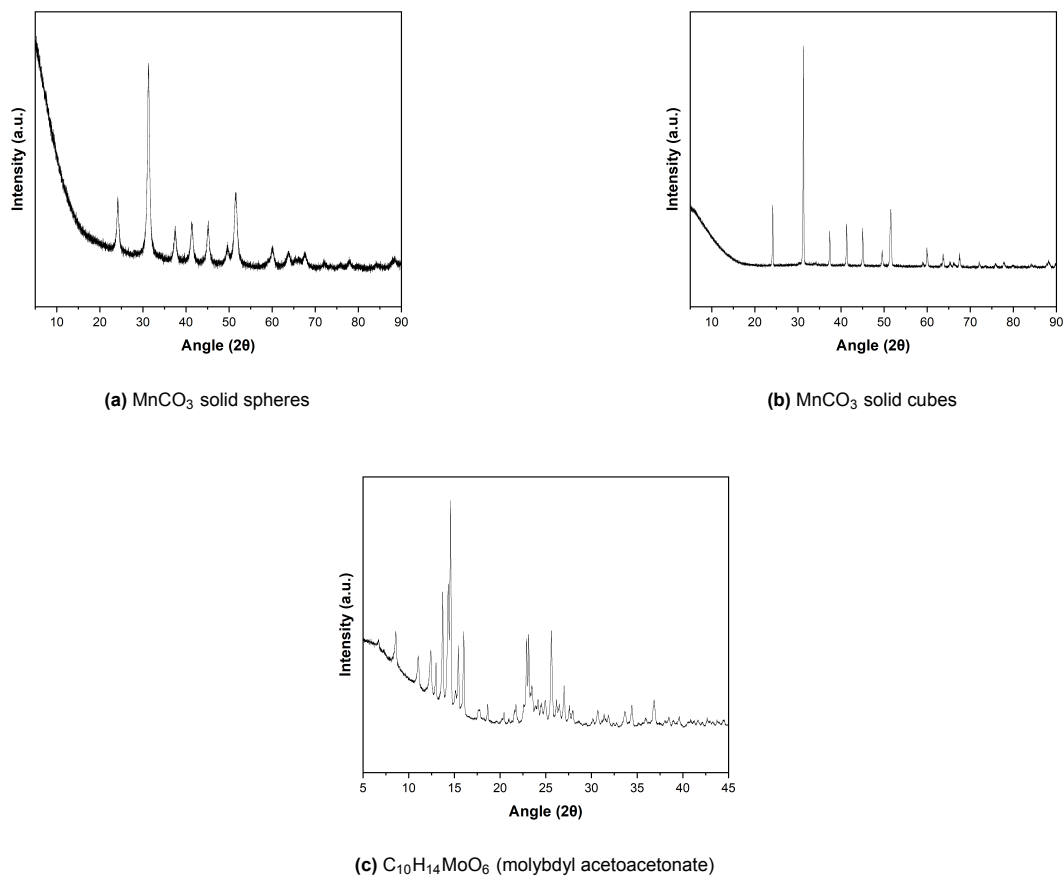 Intensity (a.u.)
10 20 30 40 50 60 70 80 90
Angle (2θ)
(a) MnCO₃ solid spheres
Intensity (a.u.)
10 20 30 40 50 60 70 80 90
Angle (2θ)
(b) MnCO₃ solid cubes
Intensity (a.u.)
5 10 15 20 25 30 35 40 45
Angle (2θ)
(c) C₁₀H₁₄MoO₆ (molybdyl acetoacetonate)